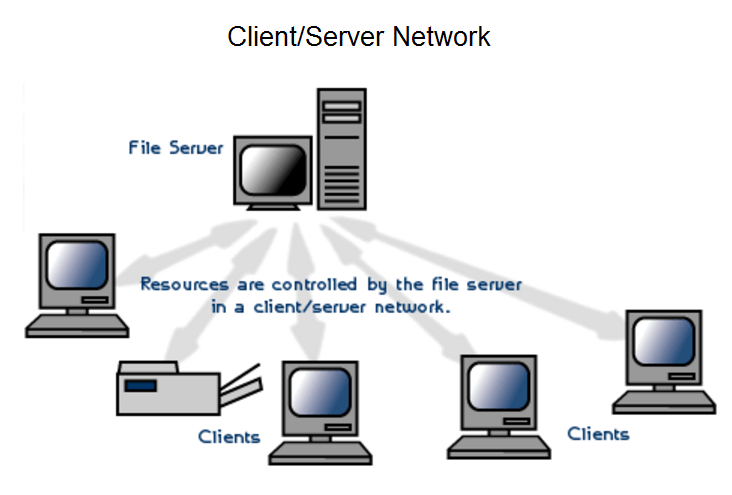 Client/Server Network
File Server
Resources are controlled by the file server
in a client/server network.
Clients
Clients